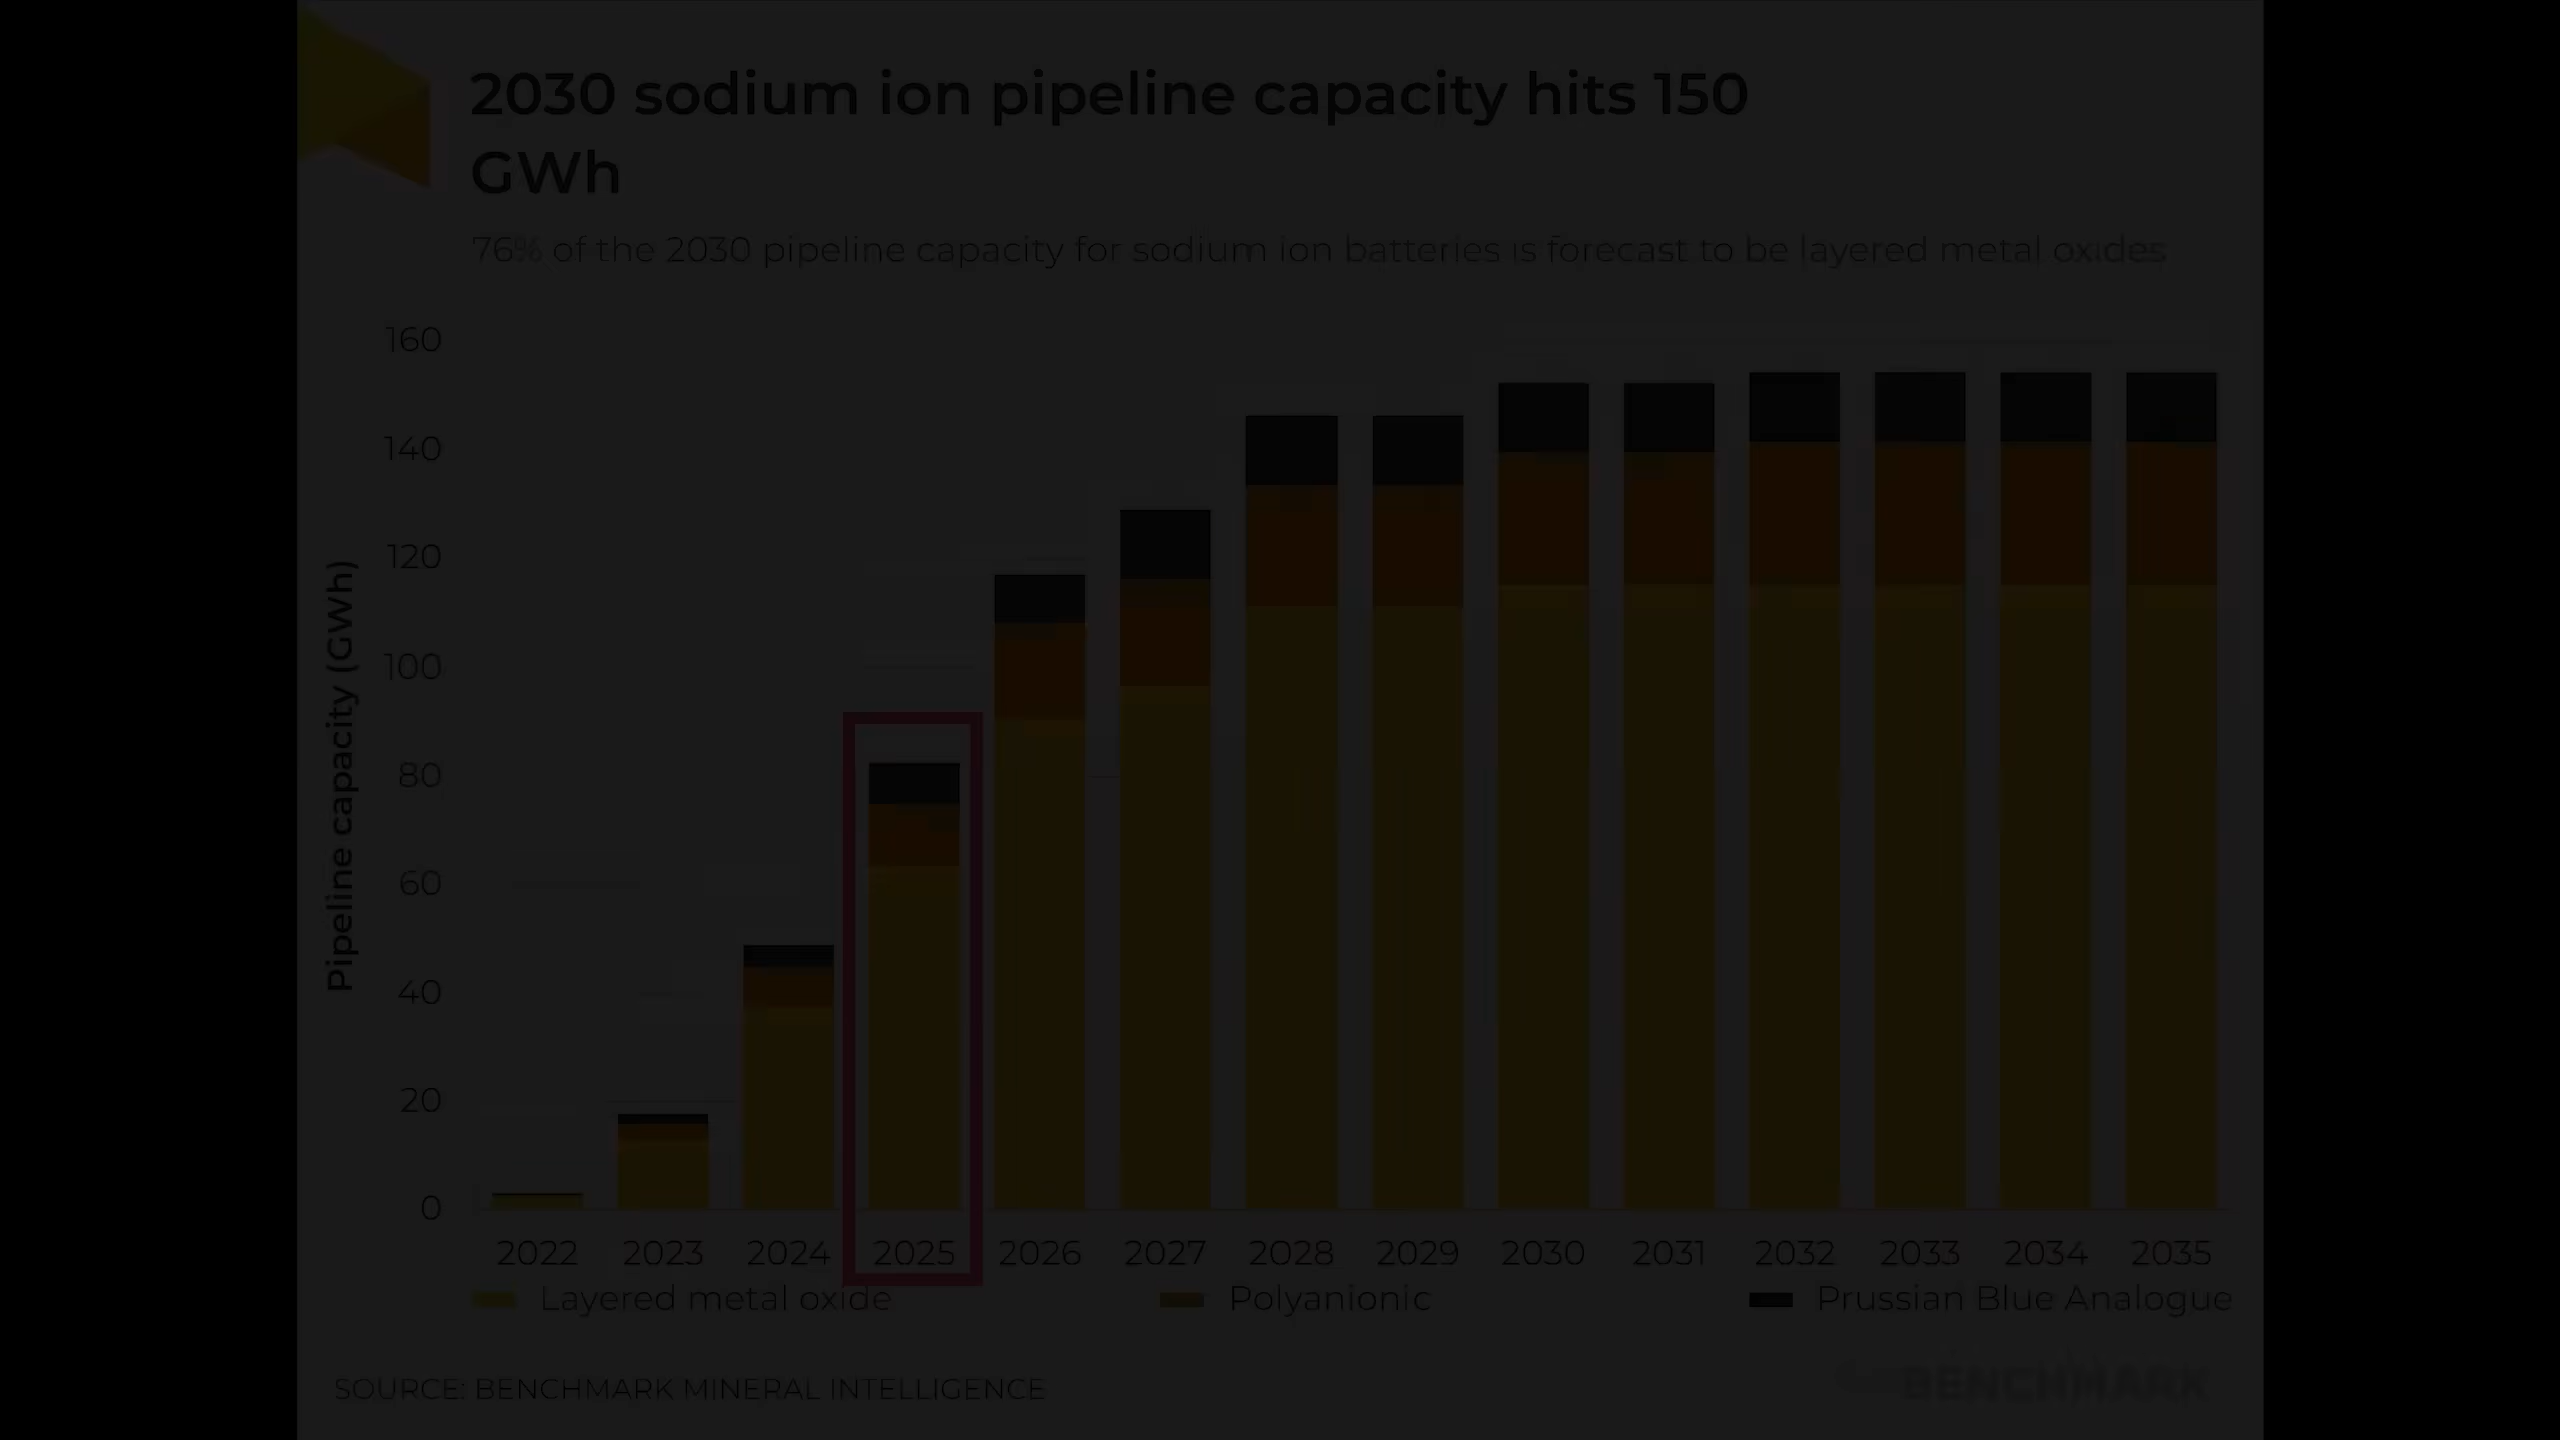 2030 sodium ion pipeline capacity hits 150
GWh
76% of the 2030 pipeline capacity for sodium ion batteries is forecast to be layered metal oxides
Pipeline capacity (GWh)
160
140
120
100
80
60
40
20
0
2022 2023 2024 2025 2026 2027 2028 2029 2030 2031 2032 2033 2034 2035
Layered metal oxide Polyanionic Prussian Blue Analogue
SOURCE: BENCHMARK MINERAL INTELLIGENCE
BENCHMARK